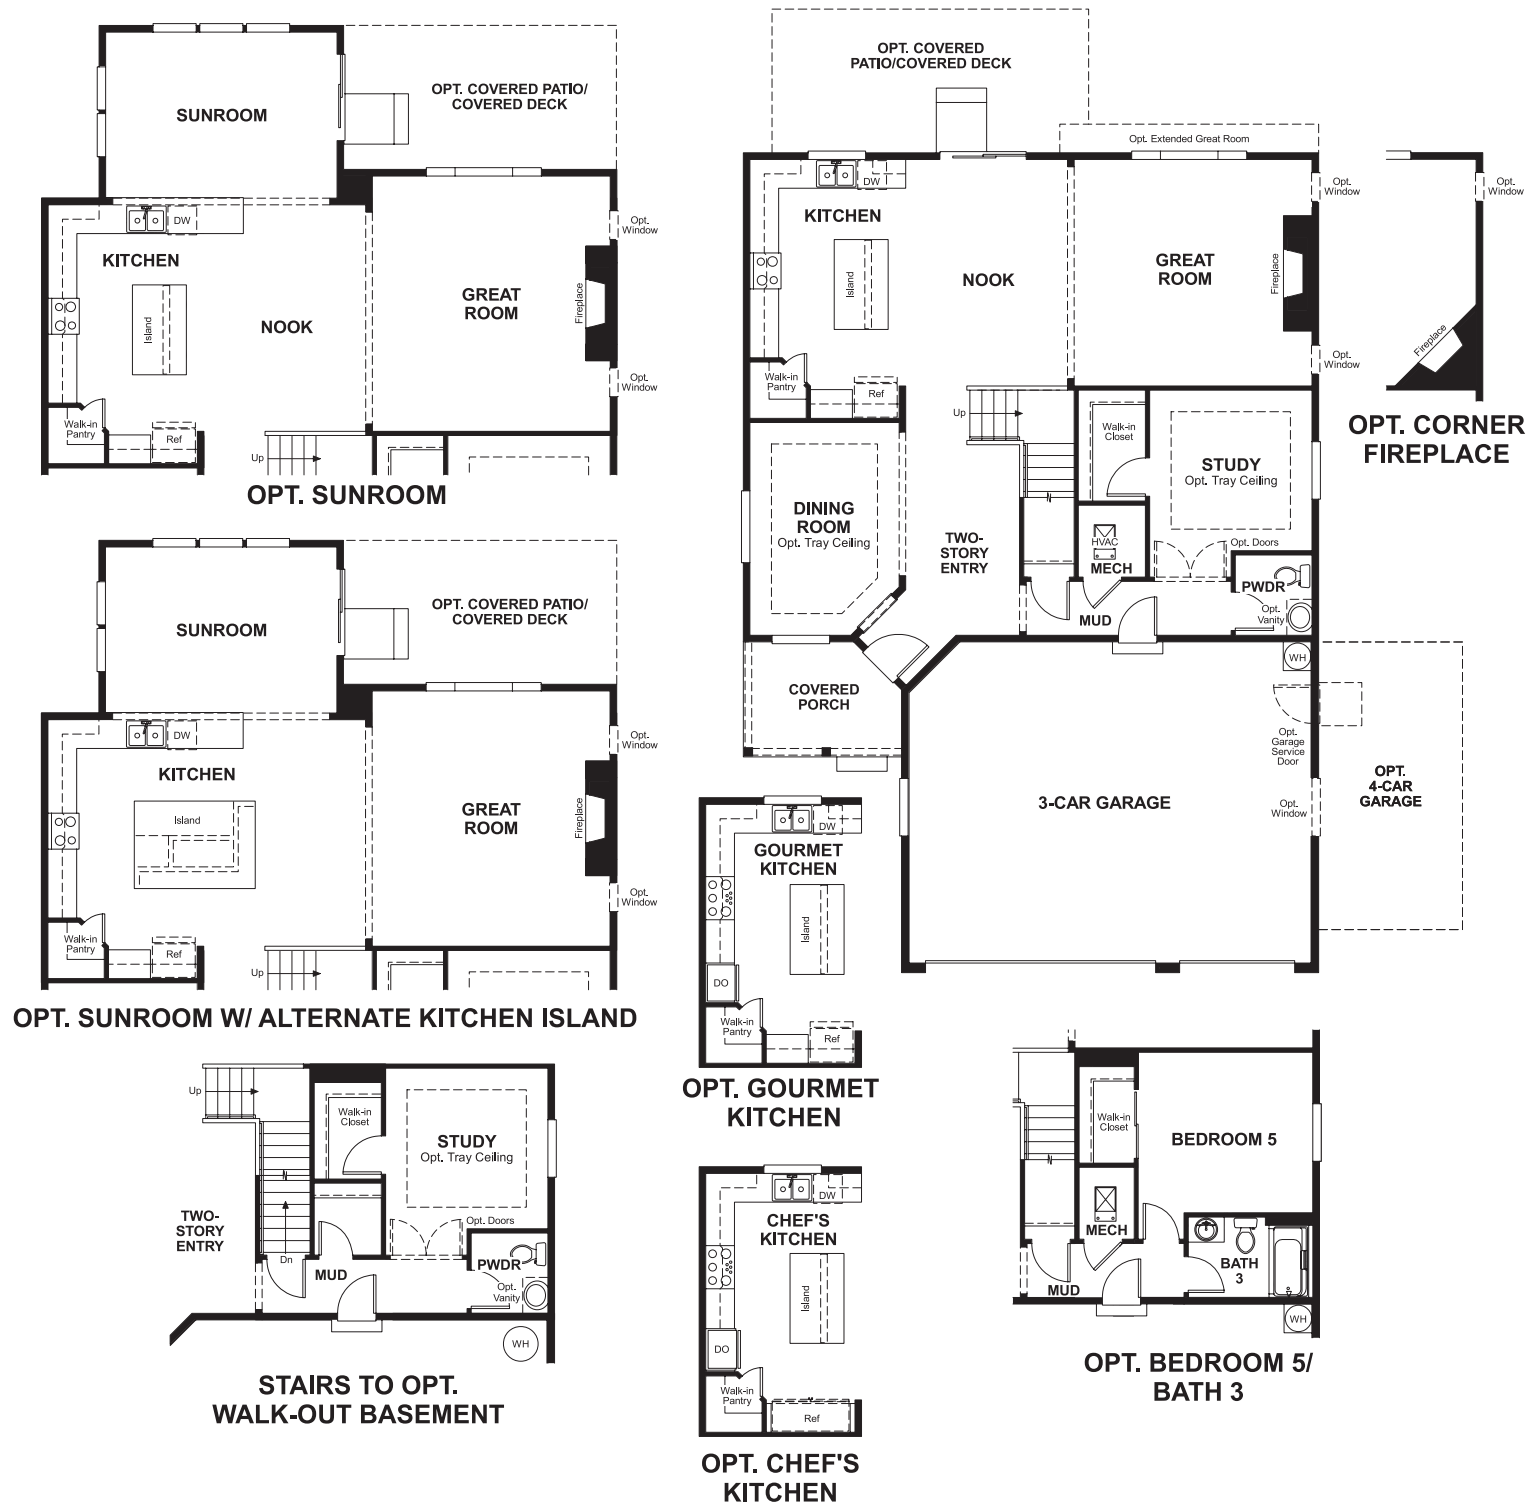 SUNROOM
OPT. COVERED PATIO/
COVERED DECK
DW
KITCHEN
Island
NOOK
GREAT
ROOM
Fireplace
Opt.
Window
Opt.
Window
Walk-in
Pantry
Ref
Up
OPT. SUNROOM
SUNROOM
OPT. COVERED PATIO/
COVERED DECK
DW
KITCHEN
Island
GREAT
ROOM
Fireplace
Opt.
Window
Opt.
Window
Walk-in
Pantry
Ref
Up
OPT. SUNROOM W/ ALTERNATE KITCHEN ISLAND
Up
Walk-in
Closet
STUDY
Opt. Tray Ceiling
TWO-
STORY
ENTRY
Opt. Doors
Dn
MUD
PWDR
Opt.
Vanity
WH
STAIRS TO OPT.
WALK-OUT BASEMENT
OPT. COVERED
PATIO/COVERED DECK
Opt. Extended Great Room
DW
KITCHEN
Island
NOOK
GREAT
ROOM
Fireplace
Opt.
Window
Opt.
Window
Walk-in
Pantry
Ref
Up
Walk-in
Closet
STUDY
Opt. Tray Ceiling
DINING
ROOM
Opt. Tray Ceiling
TWO-
STORY
ENTRY
HVAC
MECH
Opt. Doors
PWDR
Opt.
Vanity
MUD
WH
COVERED
PORCH
Opt.
Garage
Service
Door
3-CAR GARAGE
Opt.
Window
OPT.
4-CAR
GARAGE
Opt.
Window
Fireplace
OPT. CORNER
FIREPLACE
DW
GOURMET
KITCHEN
Island
DO
Walk-in
Pantry
Ref
OPT. GOURMET
KITCHEN
DW
CHEF'S
KITCHEN
Island
DO
Walk-in
Pantry
Ref
OPT. CHEF'S
KITCHEN
Walk-in
Closet
BEDROOM 5
MECH
BATH
3
MUD
WH
OPT. BEDROOM 5/
BATH 3